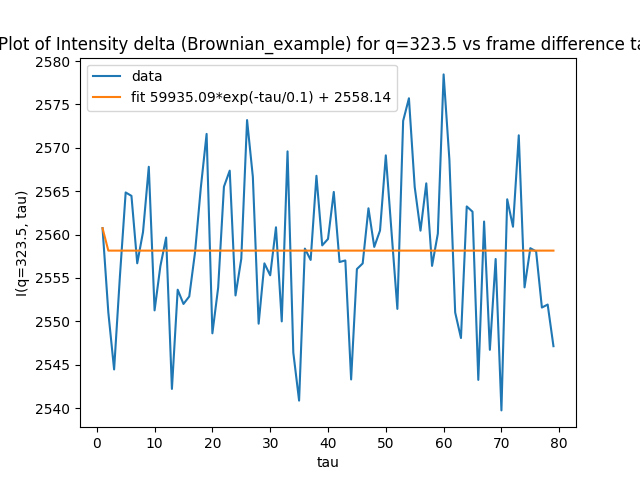 Plot of Intensity delta (Brownian_example) for q=323.5 vs frame difference ta
data
fit 59935.09*exp(-tau/0.1) + 2558.14
I(q=323.5, tau)
2580
2575
2570
2565
2560
2555
2550
2545
2540
0 10 20 30 40 50 60 70 80
tau